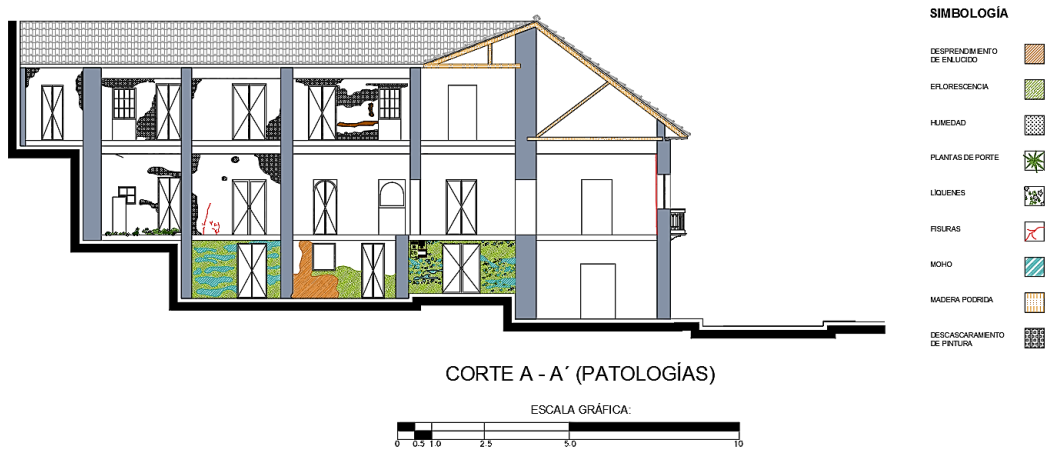 SIMBOLOGÍA
DESPRENDIMIENTO
DE ENLUCIDO
EFLORESCENCIA
HUMEDAD
PLANTAS DE PORTE
LÍQUENES
FISURAS
MOHO
MADERA PODRIDA
DESCASCARAMIENTO
DE PINTURA
CORTE A - A´ (PATOLOGÍAS)
ESCALA GRÁFICA:
0 0.5 1.0 2.5 5.0 10